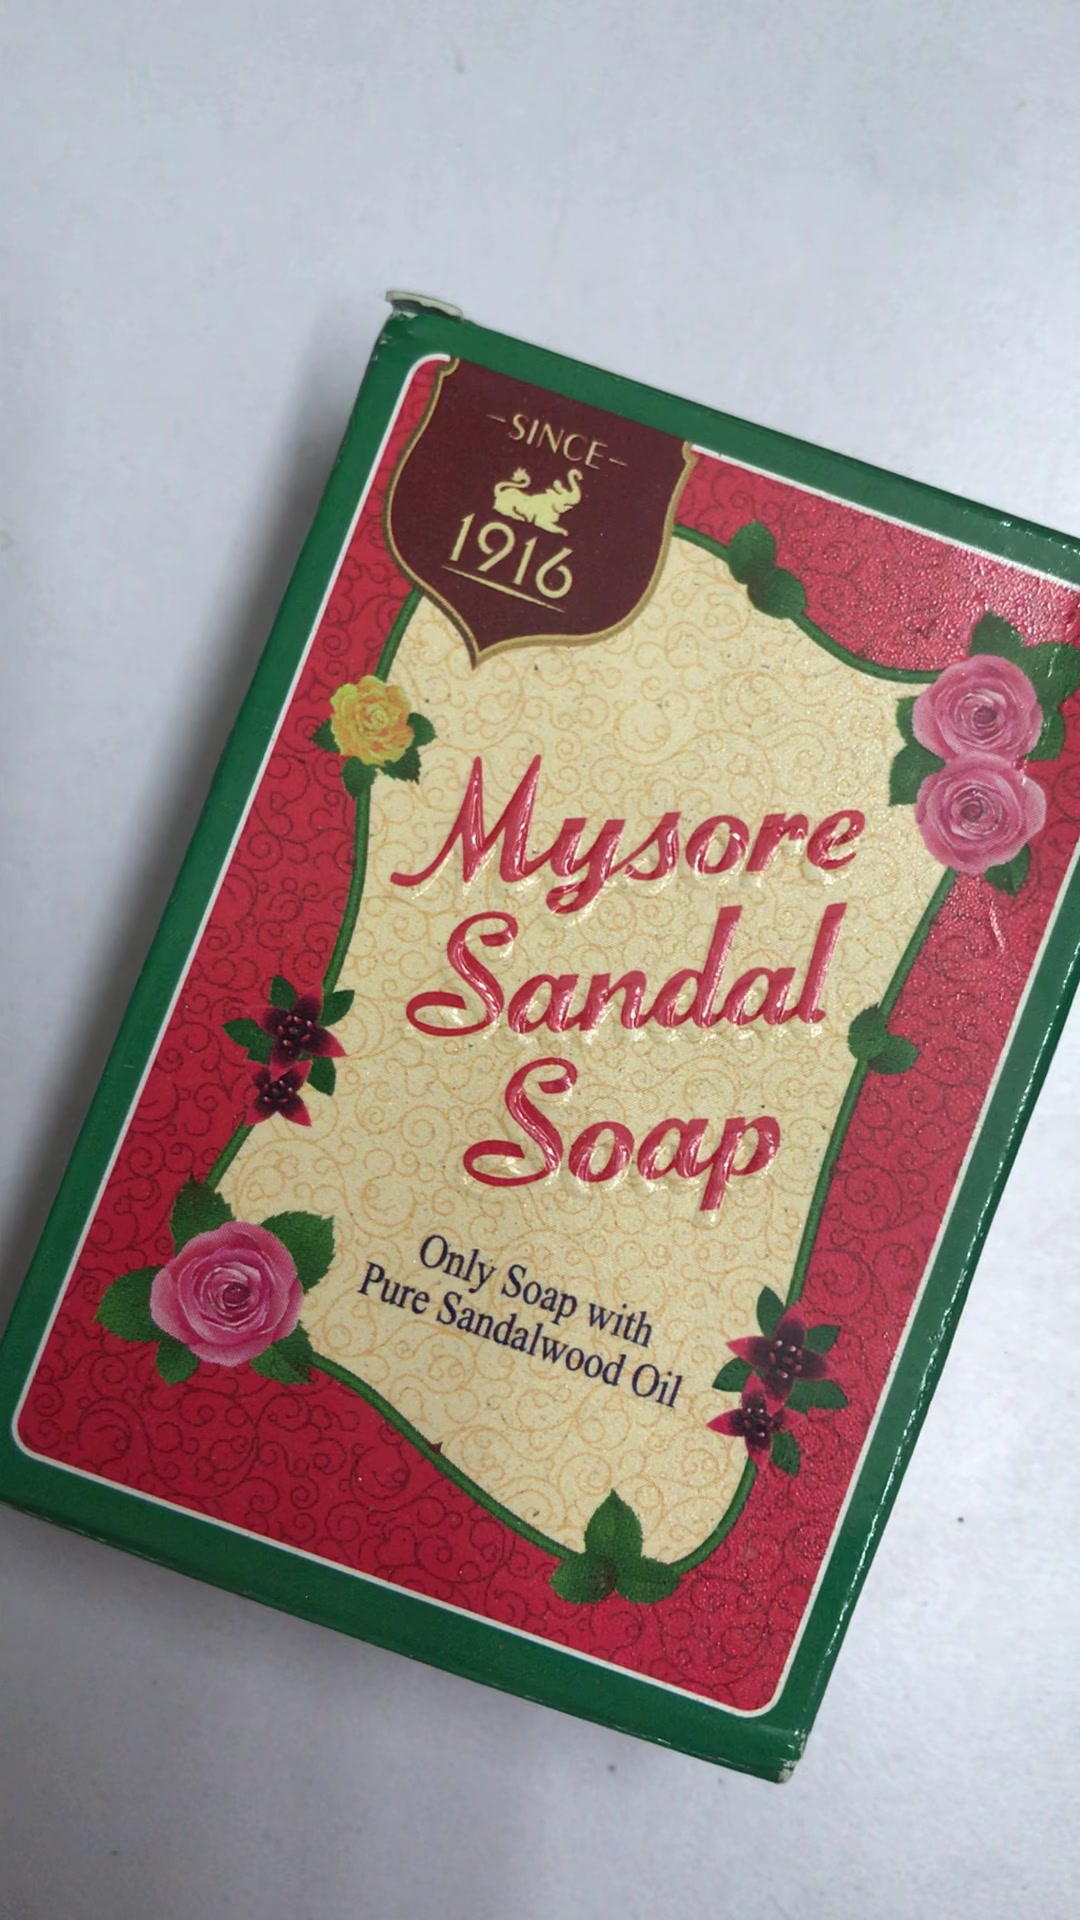 -SINCE-
1916
Mysore
Sandal
Soap
Only Soap with
Pure Sandalwood Oil